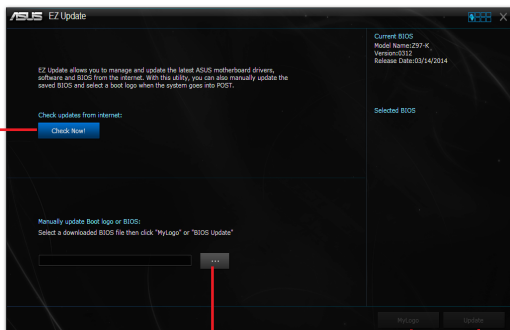 ASUS EZ Update
Current BIOS
Model Name:Z97-K
Version:0312
Release Date:03/14/2014
EZ Update allows you to manage and update the latest ASUS motherboard drivers,
software and BIOS from the internet. With this utility, you can also manually update the
saved BIOS and select a boot logo when the system goes into POST.
Check updates from internet:
Selected BIOS
Check Now!
Manually update Boot logo or BIOS:
Select a downloaded BIOS file then click "MyLogo" or "BIOS Update"
...
MyLogo
Update